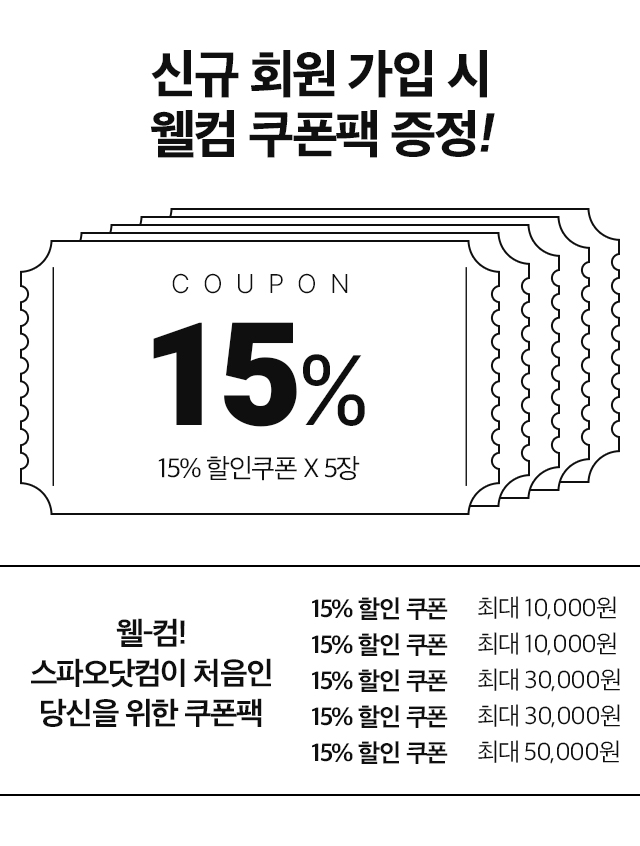 신규 회원 가입 시
웰컴 쿠폰팩 증정!
COUPON
15%
15% 할인쿠폰 X 5장
웰-컴!
스파오닷컴이 처음인
당신을 위한 쿠폰팩
15% 할인 쿠폰 최대 10,000원
15% 할인 쿠폰 최대 10,000원
15% 할인 쿠폰 최대 30,000원
15% 할인 쿠폰 최대 30,000원
15% 할인 쿠폰 최대 50,000원